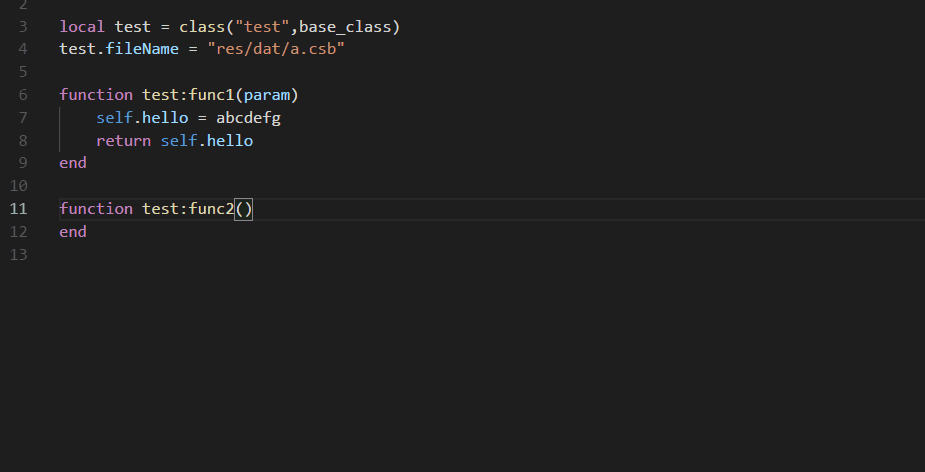 2
3 local test = class("test",base_class)
4 test.fileName = "res/dat/a.csb"
5
6 function test:func1(param)
7 self.hello = abcdefg
8 return self.hello
9 end
10
11 function test:func2()
12 end
13